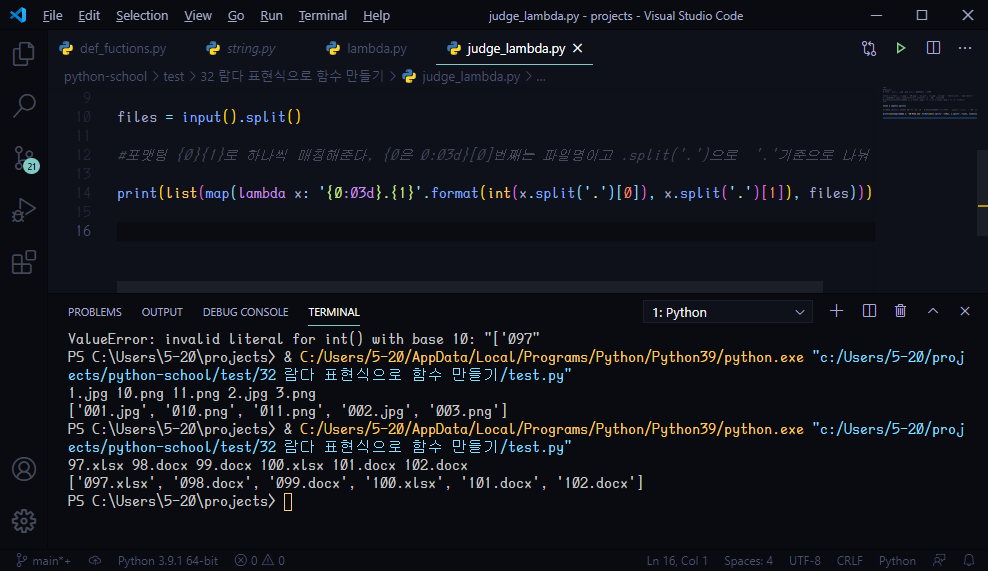 File Edit Selection View Go Run Terminal Help judge_lambda.py - projects - Visual Studio Code
def_fuctions.py string.py lambda.py judge_lambda.py
python-school > test > 32 람다 표현식으로 함수 만들기 > judge_lambda.py > ...
9
10 files = input().split()
11
12 #포맷팅 {0}{1}로 하나씩 매칭해준다. {0은 0:03d}[0]번째는 파일명이고 .split('.')으로 '.'기준으로 나눠
13
14 print(list(map(lambda x: '{0:03d}.{1}'.format(int(x.split('.')[0]), x.split('.')[1]), files)))
15
16
21
PROBLEMS OUTPUT DEBUG CONSOLE TERMINAL 1: Python
ValueError: invalid literal for int() with base 10: "['097"
PS C:\Users\5-20\projects> & C:/Users/5-20/AppData/Local/Programs/Python/Python39/python.exe "c:/Users/5-20/proj
ects/python-school/test/32 람다 표현식으로 함수 만들기/test.py"
1.jpg 10.png 11.png 2.jpg 3.png
['001.jpg', '010.png', '011.png', '002.jpg', '003.png']
PS C:\Users\5-20\projects> & C:/Users/5-20/AppData/Local/Programs/Python/Python39/python.exe "c:/Users/5-20/proj
ects/python-school/test/32 람다 표현식으로 함수 만들기/test.py"
97.xlsx 98.docx 99.docx 100.xlsx 101.docx 102.docx
['097.xlsx', '098.docx', '099.docx', '100.xlsx', '101.docx', '102.docx']
PS C:\Users\5-20\projects>
main*+ Python 3.9.1 64-bit 0 0 Ln 16, Col 1 Spaces: 4 UTF-8 CRLF Python